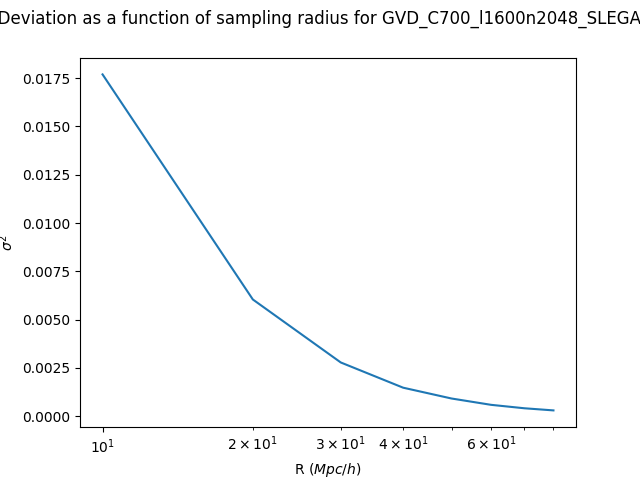 Deviation as a function of sampling radius for GVD_C700_l1600n2048_SLEGA
0.0175
0.0150
0.0125
0.0100
0.0075
0.0050
0.0025
0.0000
σ²
10¹
2 × 10¹
3 × 10¹
4 × 10¹
6 × 10¹
R (Mpc/h)